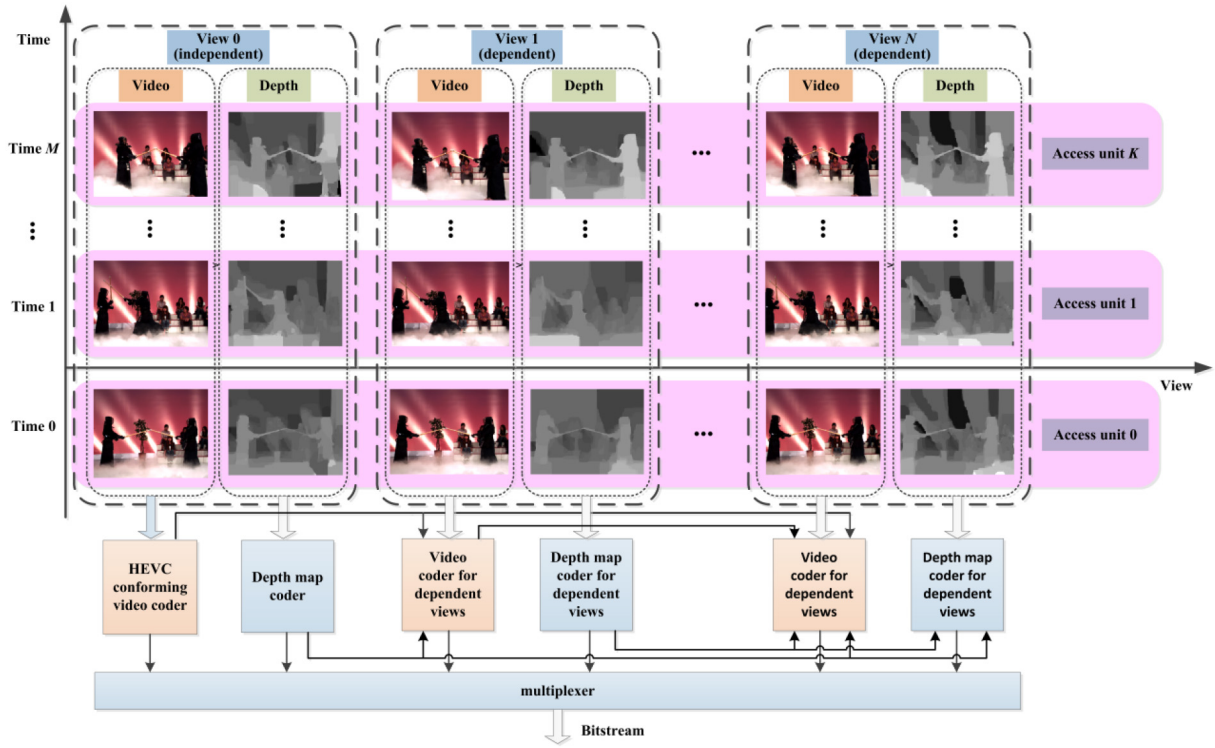 Time
View 0
(independent)
View 1
(dependent)
View N
(dependent)
Video
Depth
Video
Depth
Video
Depth
Time M
...
Access unit K
...
...
...
...
...
...
...
Time 1
...
Access unit 1
View
Time 0
...
Access unit 0
HEVC
conforming
video coder
Depth map
coder
Video
coder for
dependent
views
Depth map
coder for
dependent
views
Video
coder for
dependent
views
Depth map
coder for
dependent
views
multiplexer
Bitstream